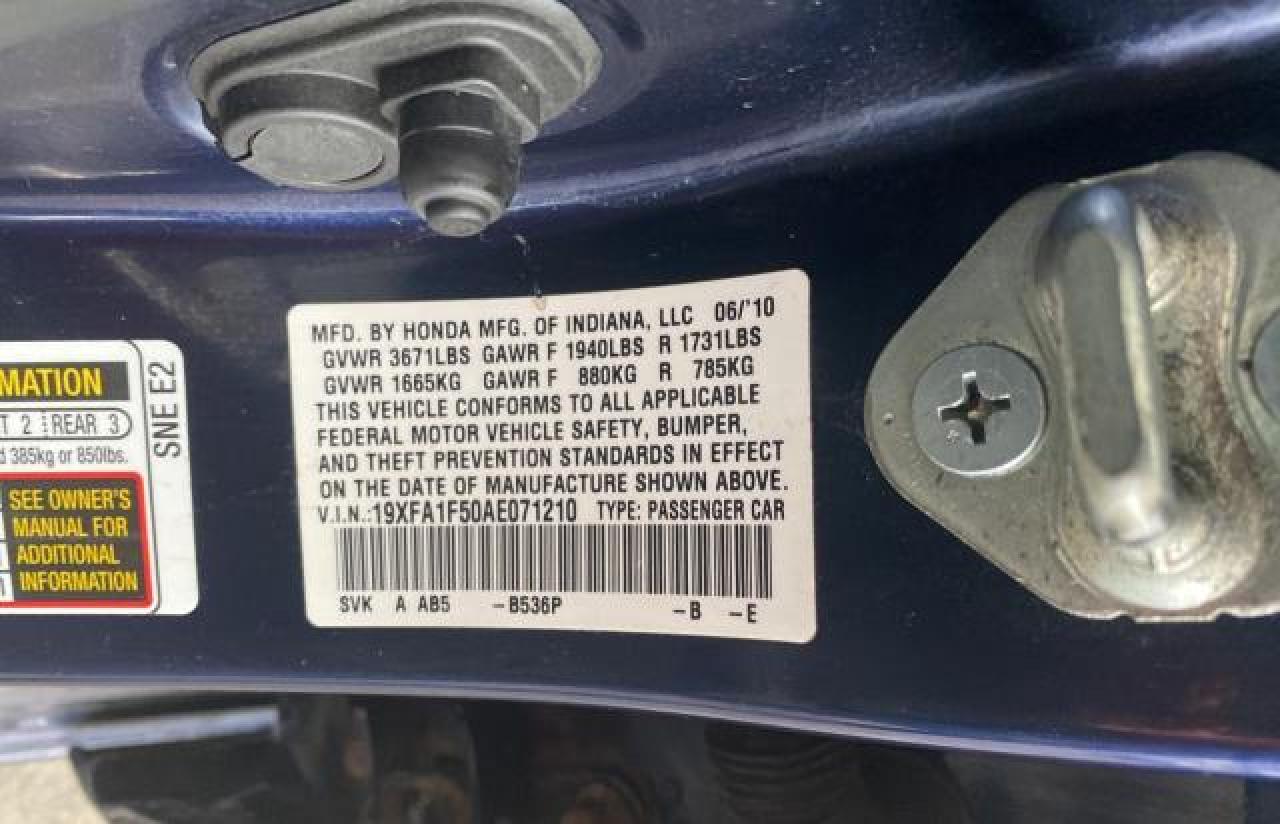 MATION
T 2 REAR 3
d 385kg or 850lbs.
SEE OWNER'S
MANUAL FOR
ADDITIONAL
INFORMATION
SNE E2
MFD. BY HONDA MFG. OF INDIANA, LLC 06/'10
GVWR 3671LBS GAWR F 1940LBS R 1731LBS
GVWR 1665KG GAWR F 880KG R 785KG
THIS VEHICLE CONFORMS TO ALL APPLICABLE
FEDERAL MOTOR VEHICLE SAFETY, BUMPER,
AND THEFT PREVENTION STANDARDS IN EFFECT
ON THE DATE OF MANUFACTURE SHOWN ABOVE.
V.I.N.:19XFA1F50AE071210 TYPE: PASSENGER CAR
SVK A AB5 -B536P -B -E